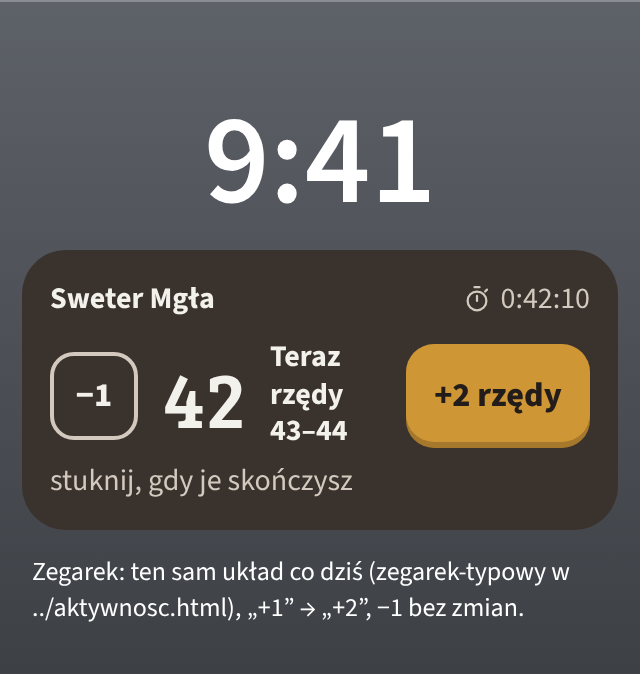 9:41
Sweter Mgła
0:42:10
−1
42
Teraz
rzędy
43–44
+2 rzędy
stuknij, gdy je skończysz
Zegarek: ten sam układ co dziś (zegarek-typowy w
../aktywnosc.html), „+1” → „+2”, −1 bez zmian.